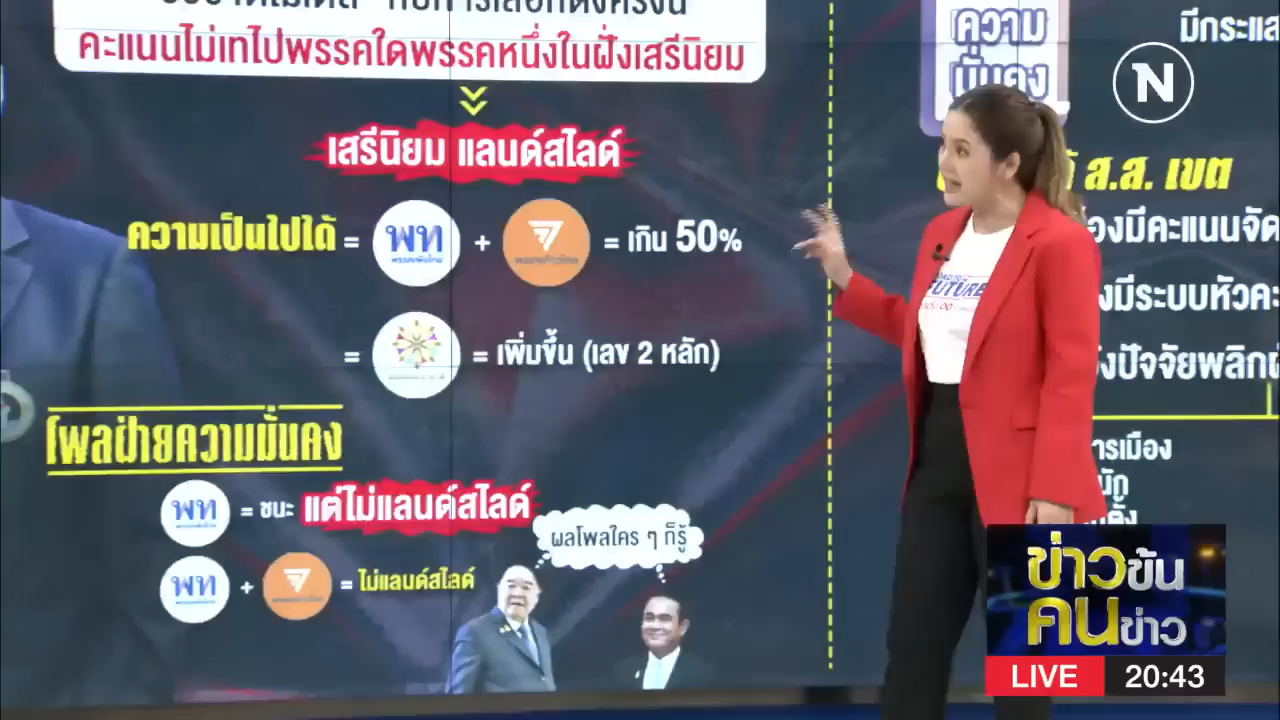 คะแนนไม่เทไปพรรคใดพรรคหนึ่งในฝั่งเสรีนิยม
เสรีนิยม แลนด์สไลด์
ความเป็นไปได้ = พท + = เกิน 50%
= = เพิ่มขึ้น (เลข 2 หลัก)
โพลฝ่ายความมั่นคง
พท = ชนะ แต่ไม่แลนด์สไลด์
พท + = ไม่แลนด์สไลด์
ผลโพลใคร ๆ ก็รู้
ความ
มั่นคง
มีกระแส
N
ส.ส. เขต
องมีคะแนนจัด
งมีระบบหัวคะ
งปัจจัยพลิก
ารเมือง
FUTURE
ข่าวข้น
คนข่าว
LIVE 20:43